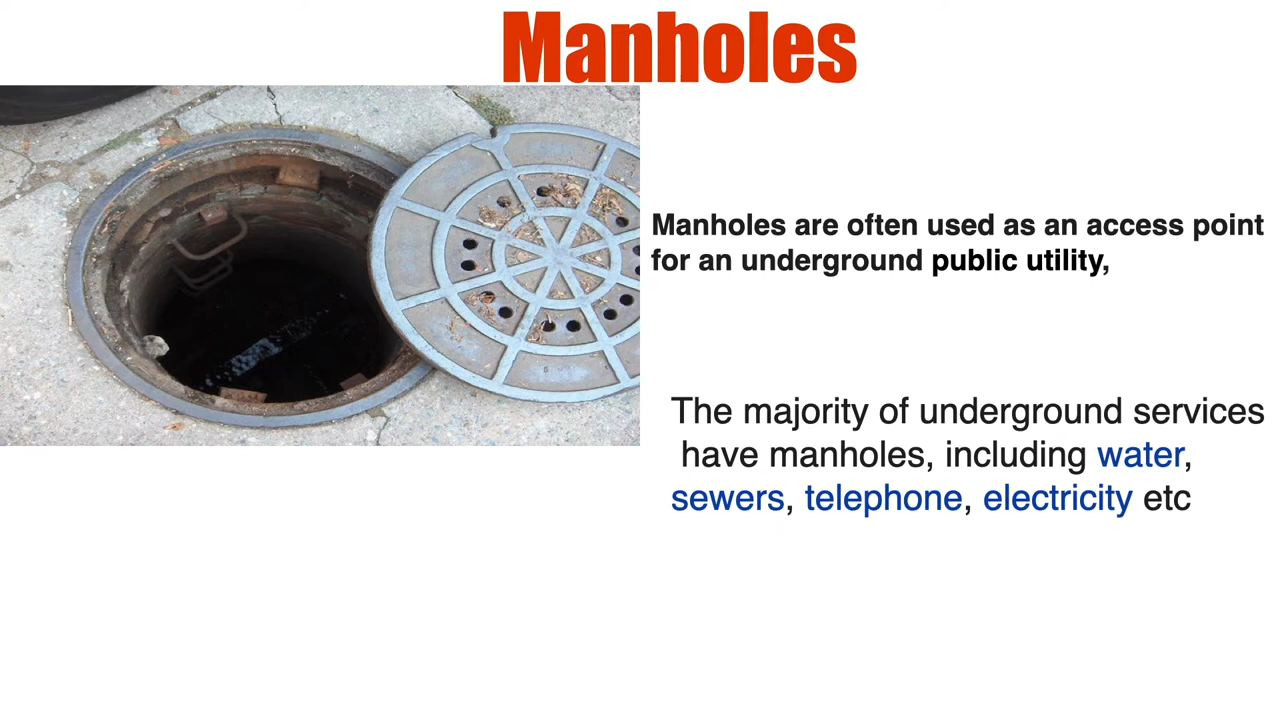 Manholes
Manholes are often used as an access point
for an underground public utility,
The majority of underground services
have manholes, including water,
sewers, telephone, electricity etc